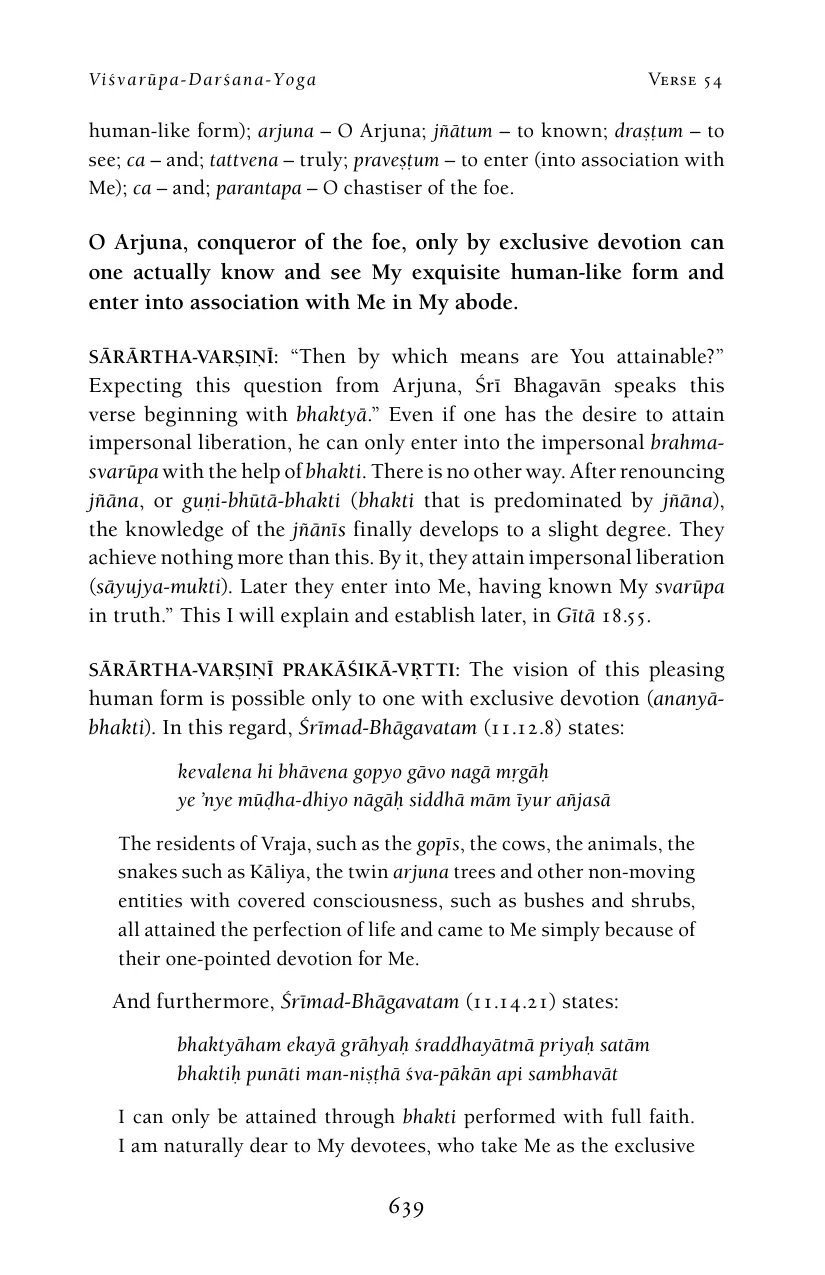 Viśvarūpa-Darśana-Yoga Verse 54
human-like form); arjuna – O Arjuna; jñātum – to known; draṣṭum – to
see; ca – and; tattvena – truly; praveṣṭum – to enter (into association with
Me); ca – and; parantapa – O chastiser of the foe.
O Arjuna, conqueror of the foe, only by exclusive devotion can
one actually know and see My exquisite human-like form and
enter into association with Me in My abode.
SĀRĀRTHA-VARṢIṆĪ: “Then by which means are You attainable?”
Expecting this question from Arjuna, Śrī Bhagavān speaks this
verse beginning with bhaktyā.” Even if one has the desire to attain
impersonal liberation, he can only enter into the impersonal brahma-
svarūpa with the help of bhakti. There is no other way. After renouncing
jñāna, or guṇi-bhūtā-bhakti (bhakti that is predominated by jñāna),
the knowledge of the jñānīs finally develops to a slight degree. They
achieve nothing more than this. By it, they attain impersonal liberation
(sāyujya-mukti). Later they enter into Me, having known My svarūpa
in truth.” This I will explain and establish later, in Gītā 18.55.
SĀRĀRTHA-VARṢIṆĪ PRAKĀŚIKĀ-VṚTTI: The vision of this pleasing
human form is possible only to one with exclusive devotion (ananyā-
bhakti). In this regard, Śrīmad-Bhāgavatam (11.12.8) states:
kevalena hi bhāvena gopyo gāvo nagā mṛgāḥ
ye ’nye mūḍha-dhiyo nāgāḥ siddhā mām īyur añjasā
The residents of Vraja, such as the gopīs, the cows, the animals, the
snakes such as Kāliya, the twin arjuna trees and other non-moving
entities with covered consciousness, such as bushes and shrubs,
all attained the perfection of life and came to Me simply because of
their one-pointed devotion for Me.
And furthermore, Śrīmad-Bhāgavatam (11.14.21) states:
bhaktyāham ekayā grāhyaḥ śraddhayātmā priyaḥ satām
bhaktiḥ punāti man-niṣṭhā śva-pākān api sambhavāt
I can only be attained through bhakti performed with full faith.
I am naturally dear to My devotees, who take Me as the exclusive
639